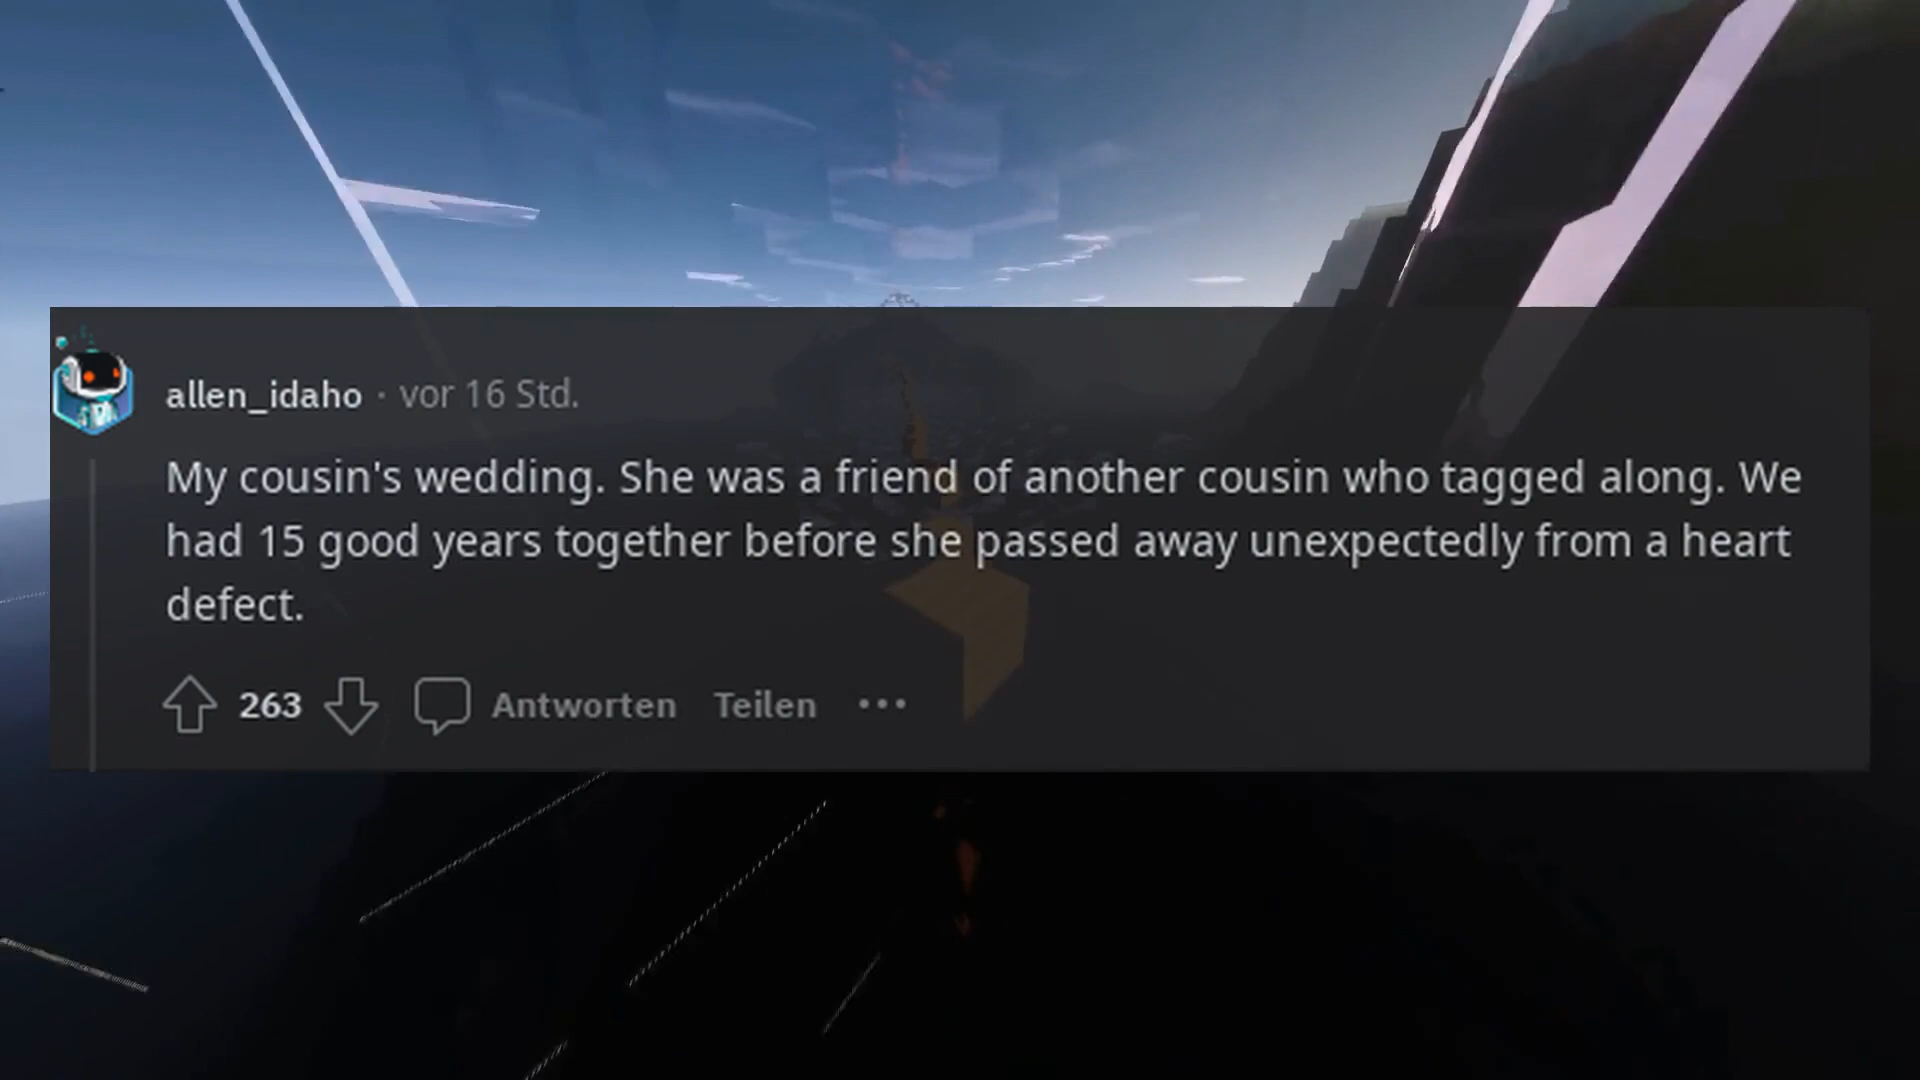 allen_idaho · vor 16 Std.
My cousin's wedding. She was a friend of another cousin who tagged along. We
had 15 good years together before she passed away unexpectedly from a heart
defect.
263 Antworten Teilen •••